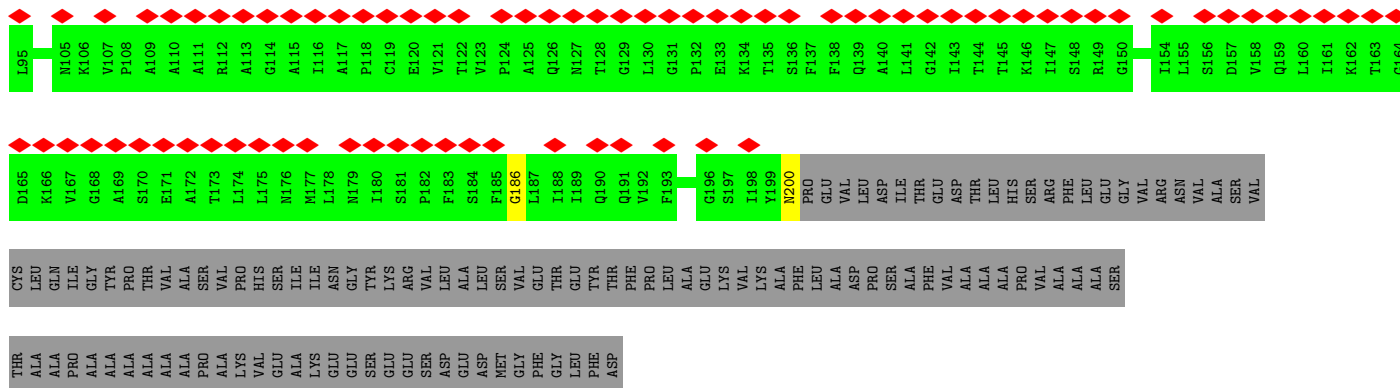 L95 N105 K106 V107 P108 A109 A110 A111 R112 A113 G114 A115 I116 A117 P118 C119 E120 V121 T122 V123 P124 A125 Q126 N127 T128 G129 L130 G131 P132 E133 K134 T135 S136 F137 F138 Q139 A140 L141 G142 I143 T144 T145 K146 I147 S148 R149 G150 I154 L155 S156 D157 V158 Q159 L160 I161 K162 T163 G164
D165 K166 V167 G168 A169 S170 E171 A172 T173 L174 L175 N176 M177 L178 N179 I180 S181 P182 F183 S184 F185 G186 L187 I188 I189 Q190 Q191 V192 F193 G196 S197 I198 Y199 N200 PRO GLU VAL LEU ASP ILE THR GLU ASP THR LEU HIS SER ARG PHE LEU GLU GLY VAL ARG ASN VAL ALA SER VAL
CYS LEU GLN ILE GLY TYR PRO THR VAL ALA SER VAL PRO HIS SER ILE ILE ASN GLY TYR LYS ARG VAL LEU ALA LEU SER VAL GLU THR GLU TYR THR PHE PRO LEU ALA GLU LYS VAL LYS ALA PHE LEU ALA ASP PRO SER ALA PHE VAL ALA ALA ALA PRO VAL ALA ALA ALA SER
THR ALA ALA PRO ALA ALA ALA ALA ALA ALA PRO ALA LYS VAL GLU ALA LYS GLU GLU SER GLU GLU SER ASP GLU ASP MET GLY PHE GLY LEU PHE ASP